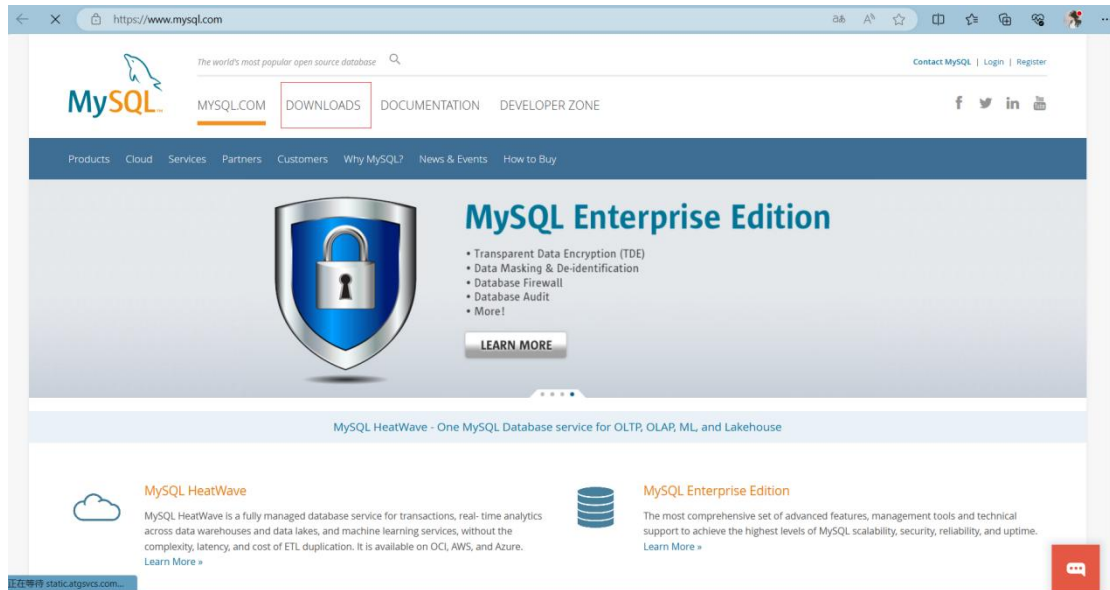 https://www.mysql.com
The world's most popular open source database
Contact MySQL | Login | Register
MySQL™
MYSQL.COM DOWNLOADS DOCUMENTATION DEVELOPER ZONE
Products Cloud Services Partners Customers Why MySQL? News & Events How to Buy
MySQL Enterprise Edition
• Transparent Data Encryption (TDE)
• Data Masking & De-identification
• Database Firewall
• Database Audit
• More!
LEARN MORE
MySQL HeatWave - One MySQL Database service for OLTP, OLAP, ML, and Lakehouse
MySQL HeatWave
MySQL HeatWave is a fully managed database service for transactions, real- time analytics
across data warehouses and data lakes, and machine learning services, without the
complexity, latency, and cost of ETL duplication. It is available on OCI, AWS, and Azure.
Learn More »
MySQL Enterprise Edition
The most comprehensive set of advanced features, management tools and technical
support to achieve the highest levels of MySQL scalability, security, reliability, and uptime.
Learn More »
正在等待 static.atgsvcs.com...